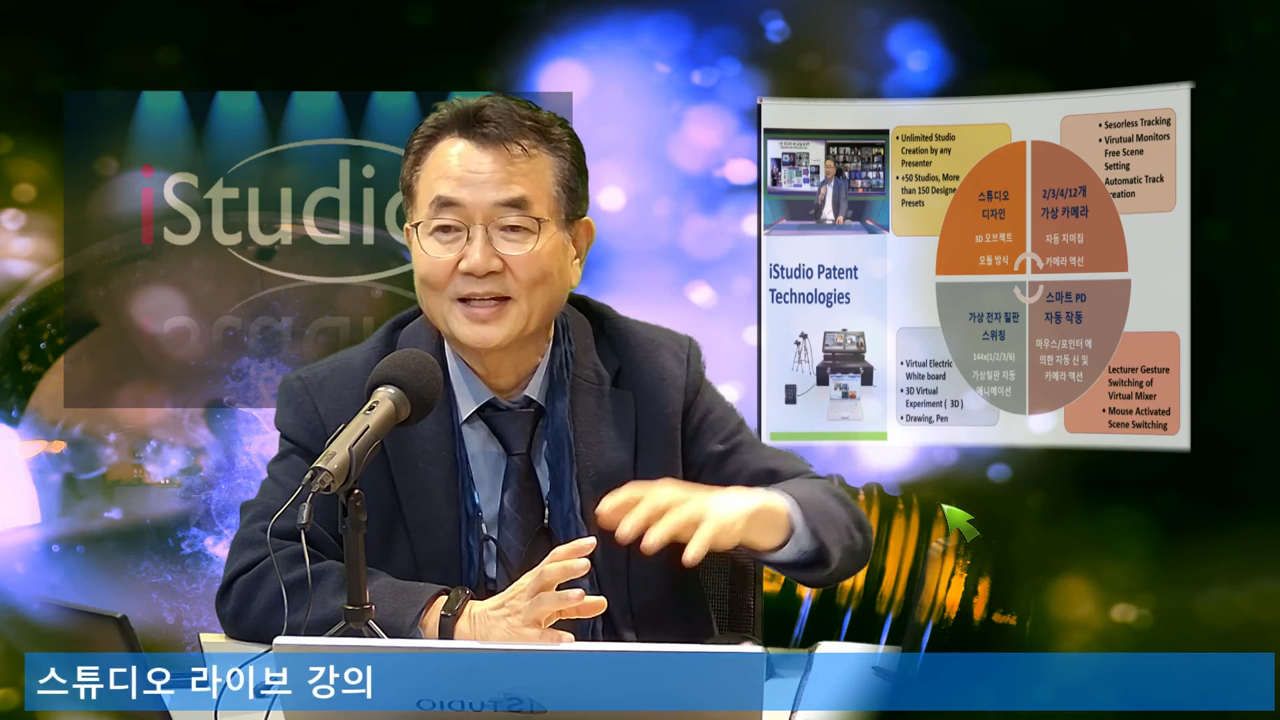 iStudio
• Unlimited Studio
Creation by any
Presenter
• +50 Studios, More
than 150 Designe
Presets
• Sesorless Tracking
• Virutual Monitors
Free Scene
Setting
Automatic Track
reation
스튜디오
디자인
3D 오브젝트
모듈 방식
2/3/4/12개
가상 카메라
자동 지미집
카메라 액션
iStudio Patent
Technologies
가상 전자 칠판
스위칭
144x(1/2/3/6)
가상칠판 자동
애니메이션
스마트 PD
자동 작동
마우스/포인터 에
의한 자동 신 및
카메라 액션
• Virtual Electric
White board
• 3D Virtual
Experiment ( 3D )
• Drawing, Pen
Lecturer Gesture
Switching of
Virtual Mixer
• Mouse Activated
Scene Switching
스튜디오 라이브 강의
iSTUDIO